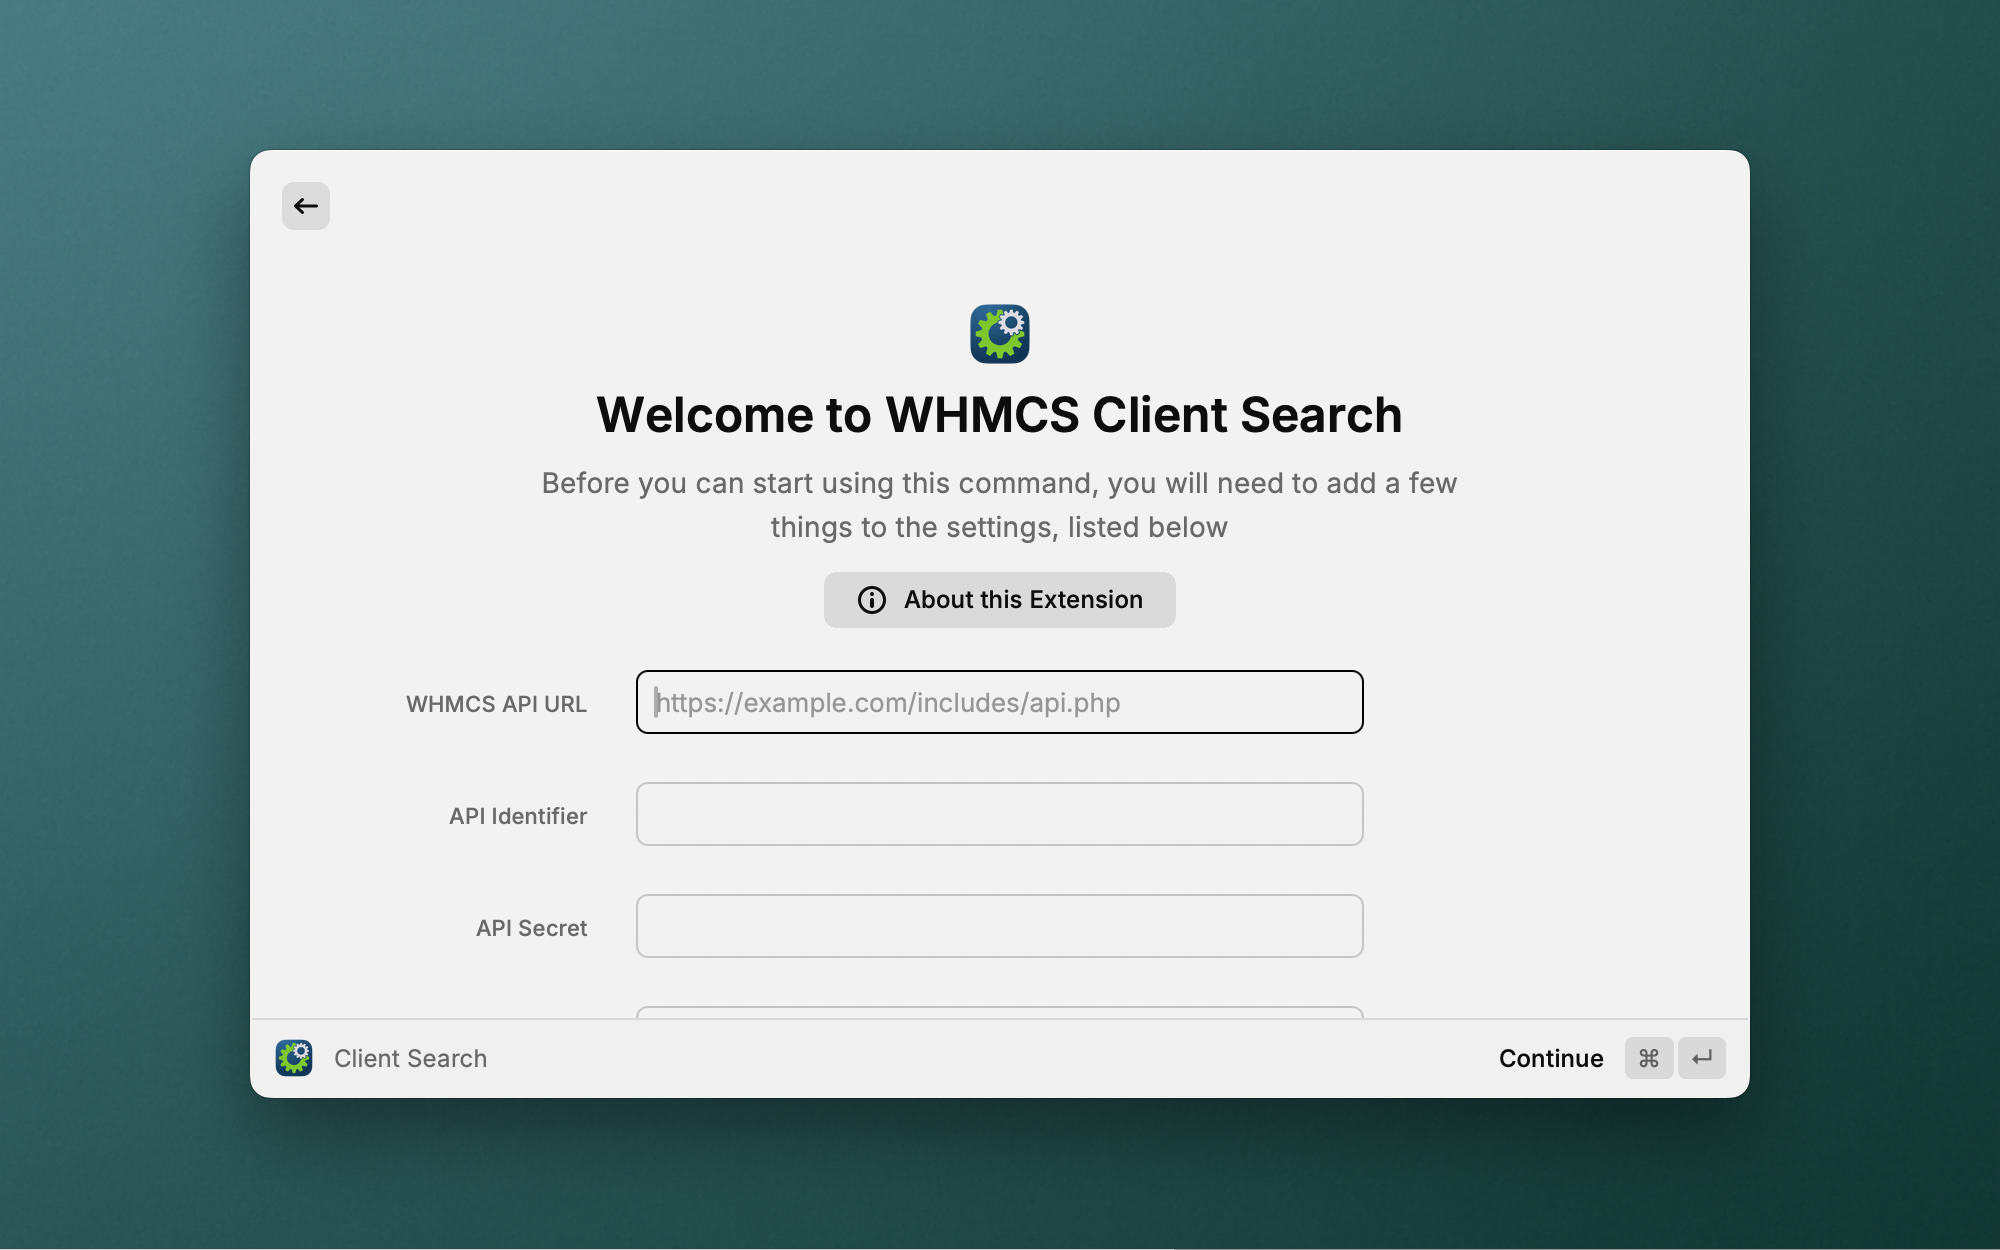 Welcome to WHMCS Client Search
Before you can start using this command, you will need to add a few
things to the settings, listed below
About this Extension
WHMCS API URL
https://example.com/includes/api.php
API Identifier
API Secret
Client Search
Continue ⌘ ↵